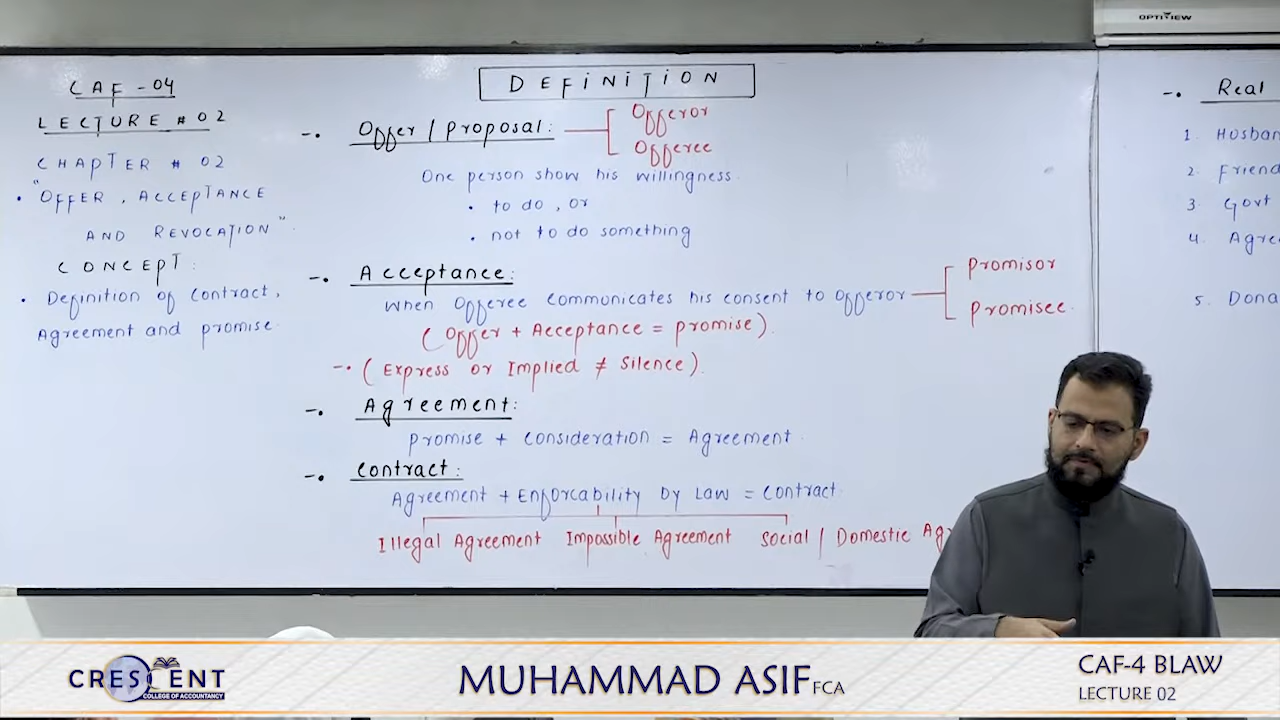 OPTIVIEW
CAF - 04
LECTURE # 02
CHAPTER # 02
• "OFFER, ACCEPTANCE
AND REVOCATION".
CONCEPT:
• Definition of contract,
Agreement and promise.
DEFINITION
-• Offer / proposal:
Offeror
Offeree
One person show his willingness.
• to do, or
• not to do something
-• Acceptance:
When Offeree communicates his consent to Offeror
promisor
promisee.
(Offer + Acceptance = promise).
-• (Express or Implied ≠ Silence).
-• Agreement:
promise + consideration = Agreement.
-• contract:
Agreement + Enforcability by Law = contract.
Illegal Agreement Impossible Agreement Social / Domestic Ag
-• Real
1. Hosban
2. Friend
3. Govt
4. Agre
5. Dona
CRESCENT
COLLEGE OF ACCOUNTANCY
MUHAMMAD ASIF FCA
CAF-4 BLAW
LECTURE 02